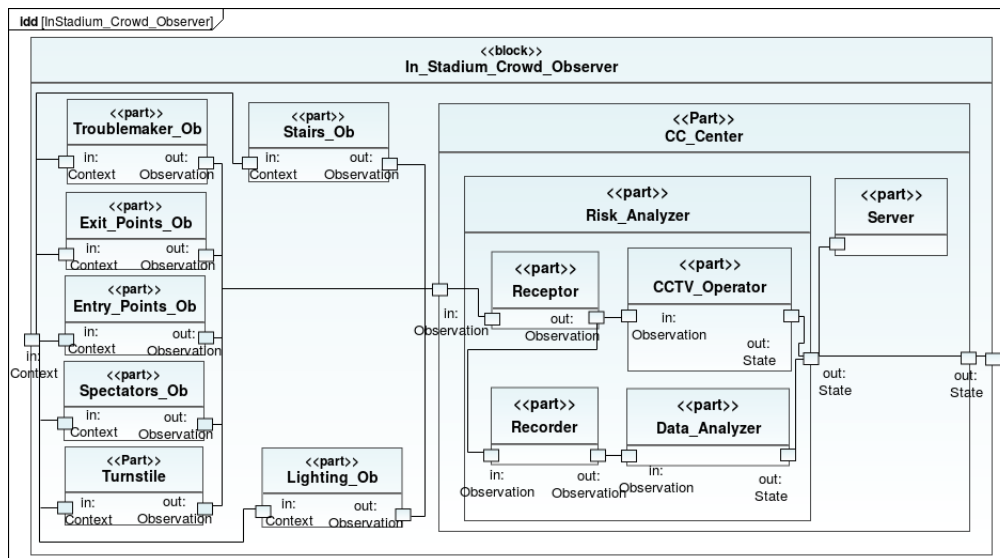 idd [InStadium_Crowd_Observer]
<<block>>
In_Stadium_Crowd_Observer
<<part>>
Troublemaker_Ob
in:
Context
out:
Observation
<<part>>
Stairs_Ob
in:
Context
out:
Observation
<<part>>
Exit_Points_Ob
in:
Context
out:
Observation
<<part>>
Entry_Points_Ob
in:
Context
out:
Observation
in:
Context
<<part>>
Spectators_Ob
in:
Context
out:
Observation
<<Part>>
Turnstile
in:
Context
out:
Observation
<<part>>
Lighting_Ob
in:
Context
out:
Observation
<<Part>>
CC_Center
in:
Observation
<<part>>
Risk_Analyzer
<<part>>
Receptor
out:
Observation
<<part>>
CCTV_Operator
in:
Observation
out:
State
<<part>>
Recorder
in:
Observation
out:
Observation
<<part>>
Data_Analyzer
in:
Observation
out:
State
<<part>>
Server
out:
State
out:
State